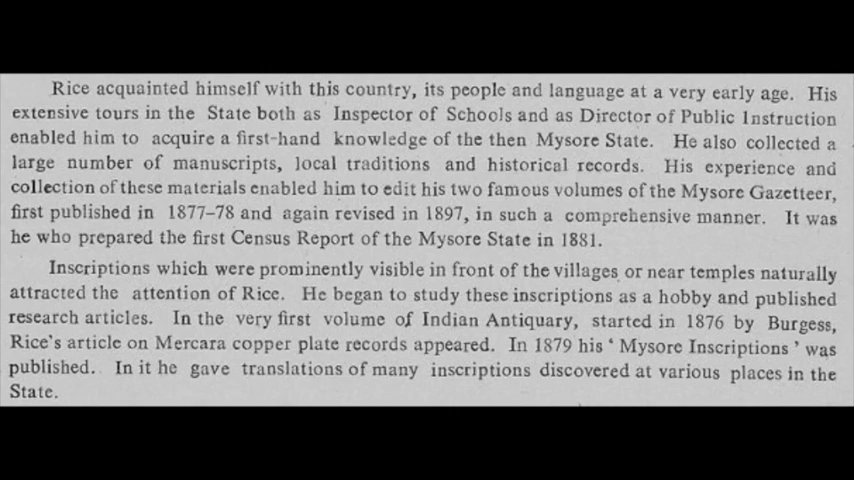 Rice acquainted himself with this country, its people and language at a very early age. His
extensive tours in the State both as Inspector of Schools and as Director of Public Instruction
enabled him to acquire a first-hand knowledge of the then Mysore State. He also collected a
large number of manuscripts, local traditions and historical records. His experience and
collection of these materials enabled him to edit his two famous volumes of the Mysore Gazetteer,
first published in 1877-78 and again revised in 1897, in such a comprehensive manner. It was
he who prepared the first Census Report of the Mysore State in 1881.
Inscriptions which were prominently visible in front of the villages or near temples naturally
attracted the attention of Rice. He began to study these inscriptions as a hobby and published
research articles. In the very first volume of Indian Antiquary, started in 1876 by Burgess,
Rice's article on Mercara copper plate records appeared. In 1879 his ‘ Mysore Inscriptions ’ was
published. In it he gave translations of many inscriptions discovered at various places in the
State.